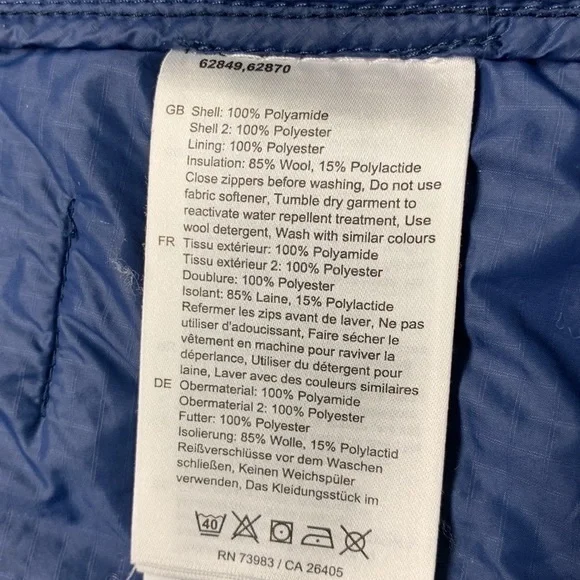 62849,62870
GB Shell: 100% Polyamide
Shell 2: 100% Polyester
Lining: 100% Polyester
Insulation: 85% Wool, 15% Polylactide
Close zippers before washing, Do not use
fabric softener, Tumble dry garment to
reactivate water repellent treatment, Use
wool detergent, Wash with similar colours
FR Tissu extérieur: 100% Polyamide
Tissu extérieur 2: 100% Polyester
Doublure: 100% Polyester
Isolant: 85% Laine, 15% Polylactide
Refermer les zips avant de laver, Ne pas
utiliser d'adoucissant, Faire sécher le
vêtement en machine pour raviver la
déperlance, Utiliser du détergent pour
laine, Laver avec des couleurs similaires
DE Obermaterial: 100% Polyamide
Obermaterial 2: 100% Polyester
Futter: 100% Polyester
Isolierung: 85% Wolle, 15% Polylactid
Reißverschlüsse vor dem Waschen
schließen, Keinen Weichspüler
verwenden, Das Kleidungsstück im
40
RN 73983 / CA 26405